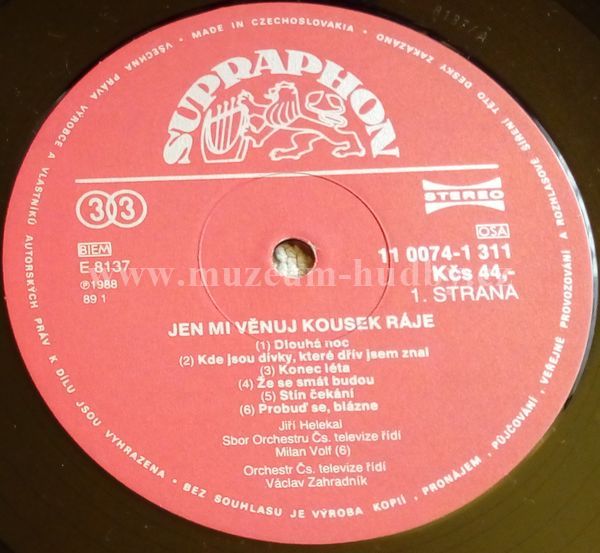 VŠECHNA PRÁVA VÝROBCE A VLASTNÍKŮ AUTORSKÝCH PRÁV K DÍLU JSOU VYHRAZENA • BEZ SOUHLASU JE VÝROBA KOPIÍ, PRONÁJEM, PŮJČOVÁNÍ, VEŘEJNÉ PROVOZOVÁNÍ A ROZHLASOVÉ ŠÍŘENÍ TÉTO DESKY ZAKÁZÁNO • MADE IN CZECHOSLOVAKIA •
SUPRAPHON
33
STEREO
BIEM
OSA
E 8137
11 0074-1 311
℗1988
Kčs 44,-
89 1
1. STRANA
www.muzeum-hudby
JEN MI VĚNUJ KOUSEK RÁJE
(1) Dlouhá noc
(2) Kde jsou dívky, které dřív jsem znal
(3) Konec léta
(4) Že se smát budou
(5) Stín čekání
(6) Probuď se, blázne
Jiří Helekal
Sbor Orchestru Čs. televize řídí
Milan Volf (6)
Orchestr Čs. televize řídí
Václav Zahradník